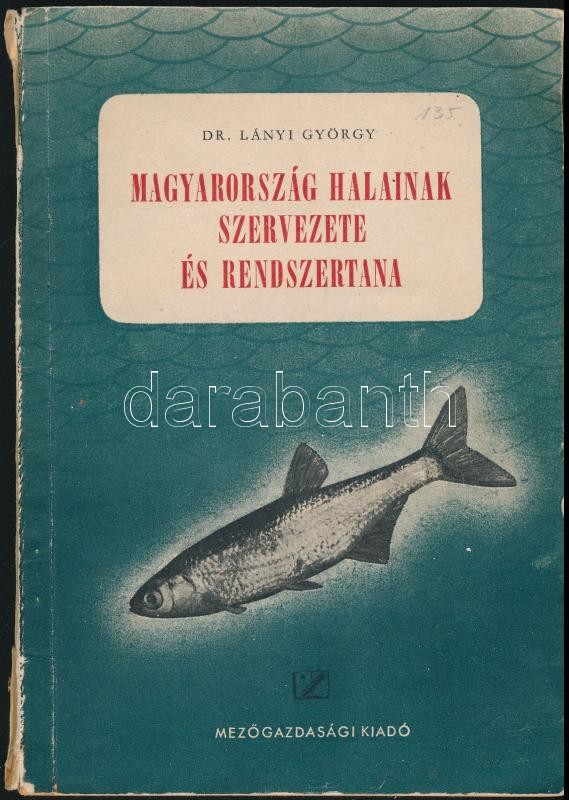 135.
DR. LÁNYI GYÖRGY
MAGYARORSZÁG HALAINAK
SZERVEZETE
ÉS RENDSZERTANA
darabanth
MEZŐGAZDASÁGI KIADÓ